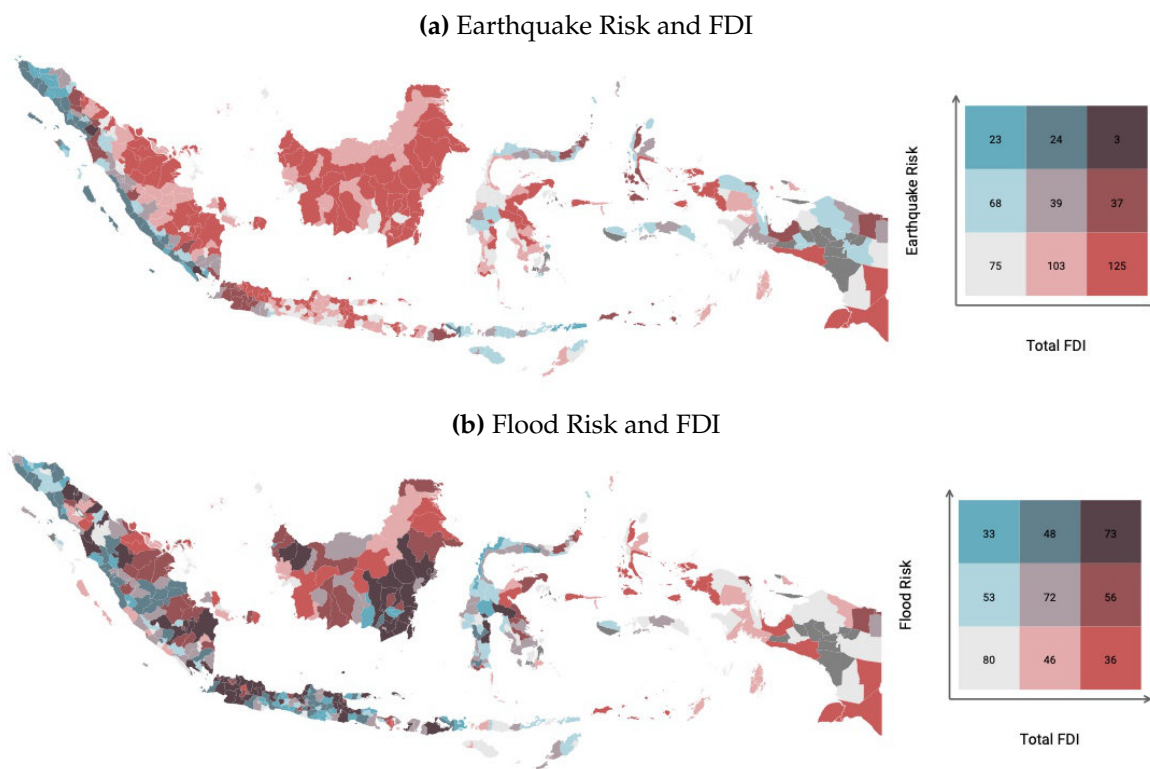 (a) Earthquake Risk and FDI
23 24 3
68 39 37
75 103 125
Earthquake Risk
Total FDI
(b) Flood Risk and FDI
33 48 73
53 72 56
80 46 36
Flood Risk
Total FDI